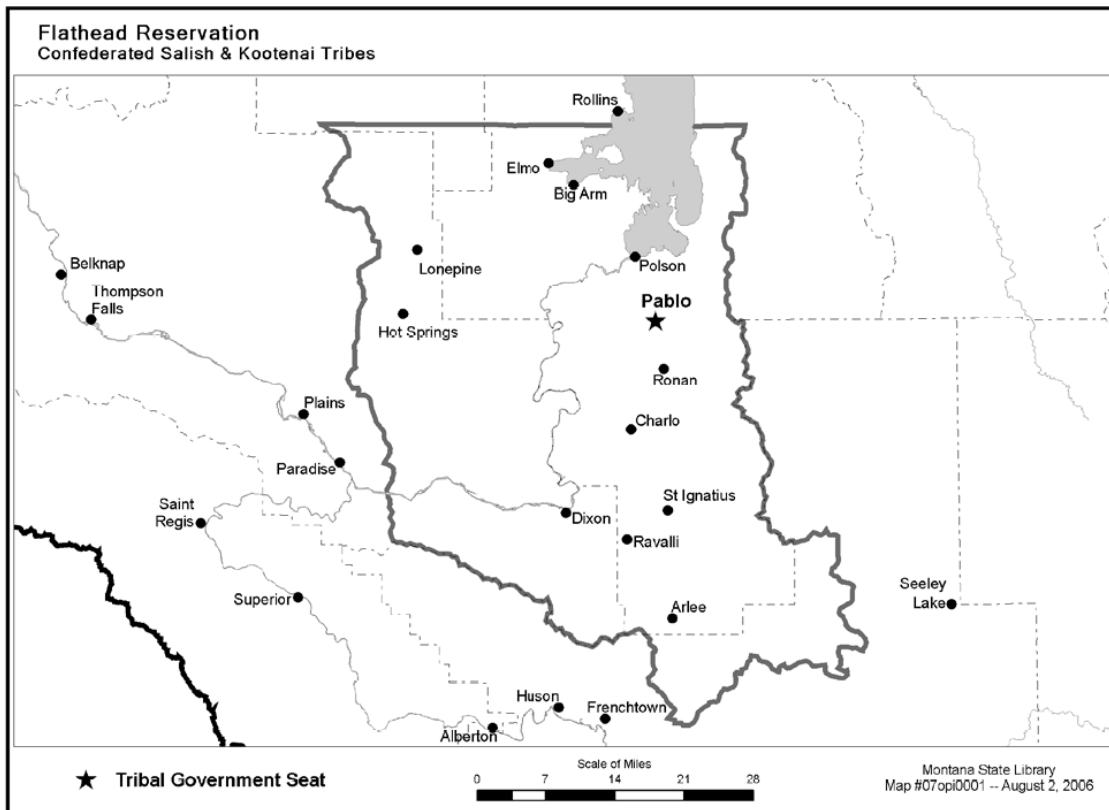 Flathead Reservation
Confederated Salish & Kootenai Tribes
Rollins
Elmo
Big Arm
Belknap
Lonepine
Polson
Thompson
Falls
Pablo
Hot Springs
Ronan
Plains
Charlo
Paradise
St Ignatius
Saint
Regis
Dixon
Ravalli
Superior
Seeley
Lake
Arlee
Huson
Frenchtown
Alberton
Tribal Government Seat
Scale of Miles
0 7 14 21 28
Montana State Library
Map #07opi0001 -- August 2, 2006